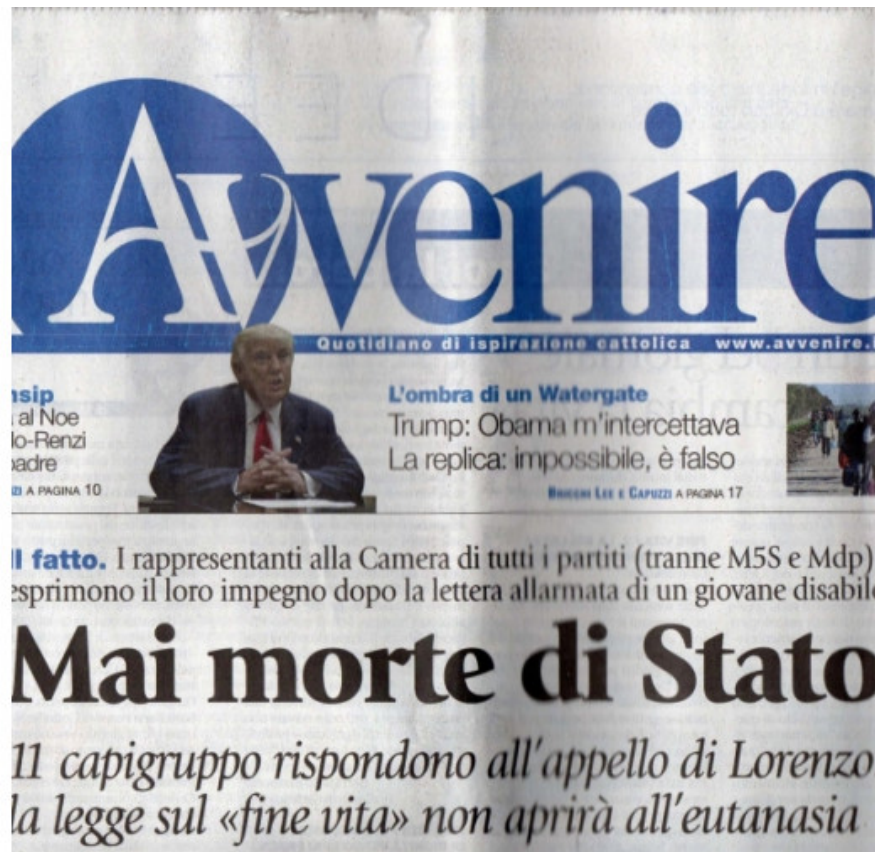 Avvenire
Quotidiano di ispirazione cattolica www.avvenire.i
nsip
al Noe
lo-Renzi
padre
ZI A PAGINA 10
L'ombra di un Watergate
Trump: Obama m'intercettava
La replica: impossibile, è falso
LEE E CAPUZZI A PAGINA 17
Il fatto. I rappresentanti alla Camera di tutti i partiti (tranne M5S e Mdp)
esprimono il loro impegno dopo la lettera allarmata di un giovane disabile
Mai morte di Stato
11 capigruppo rispondono all'appello di Lorenzo
la legge sul «fine vita» non aprirà all'eutanasia